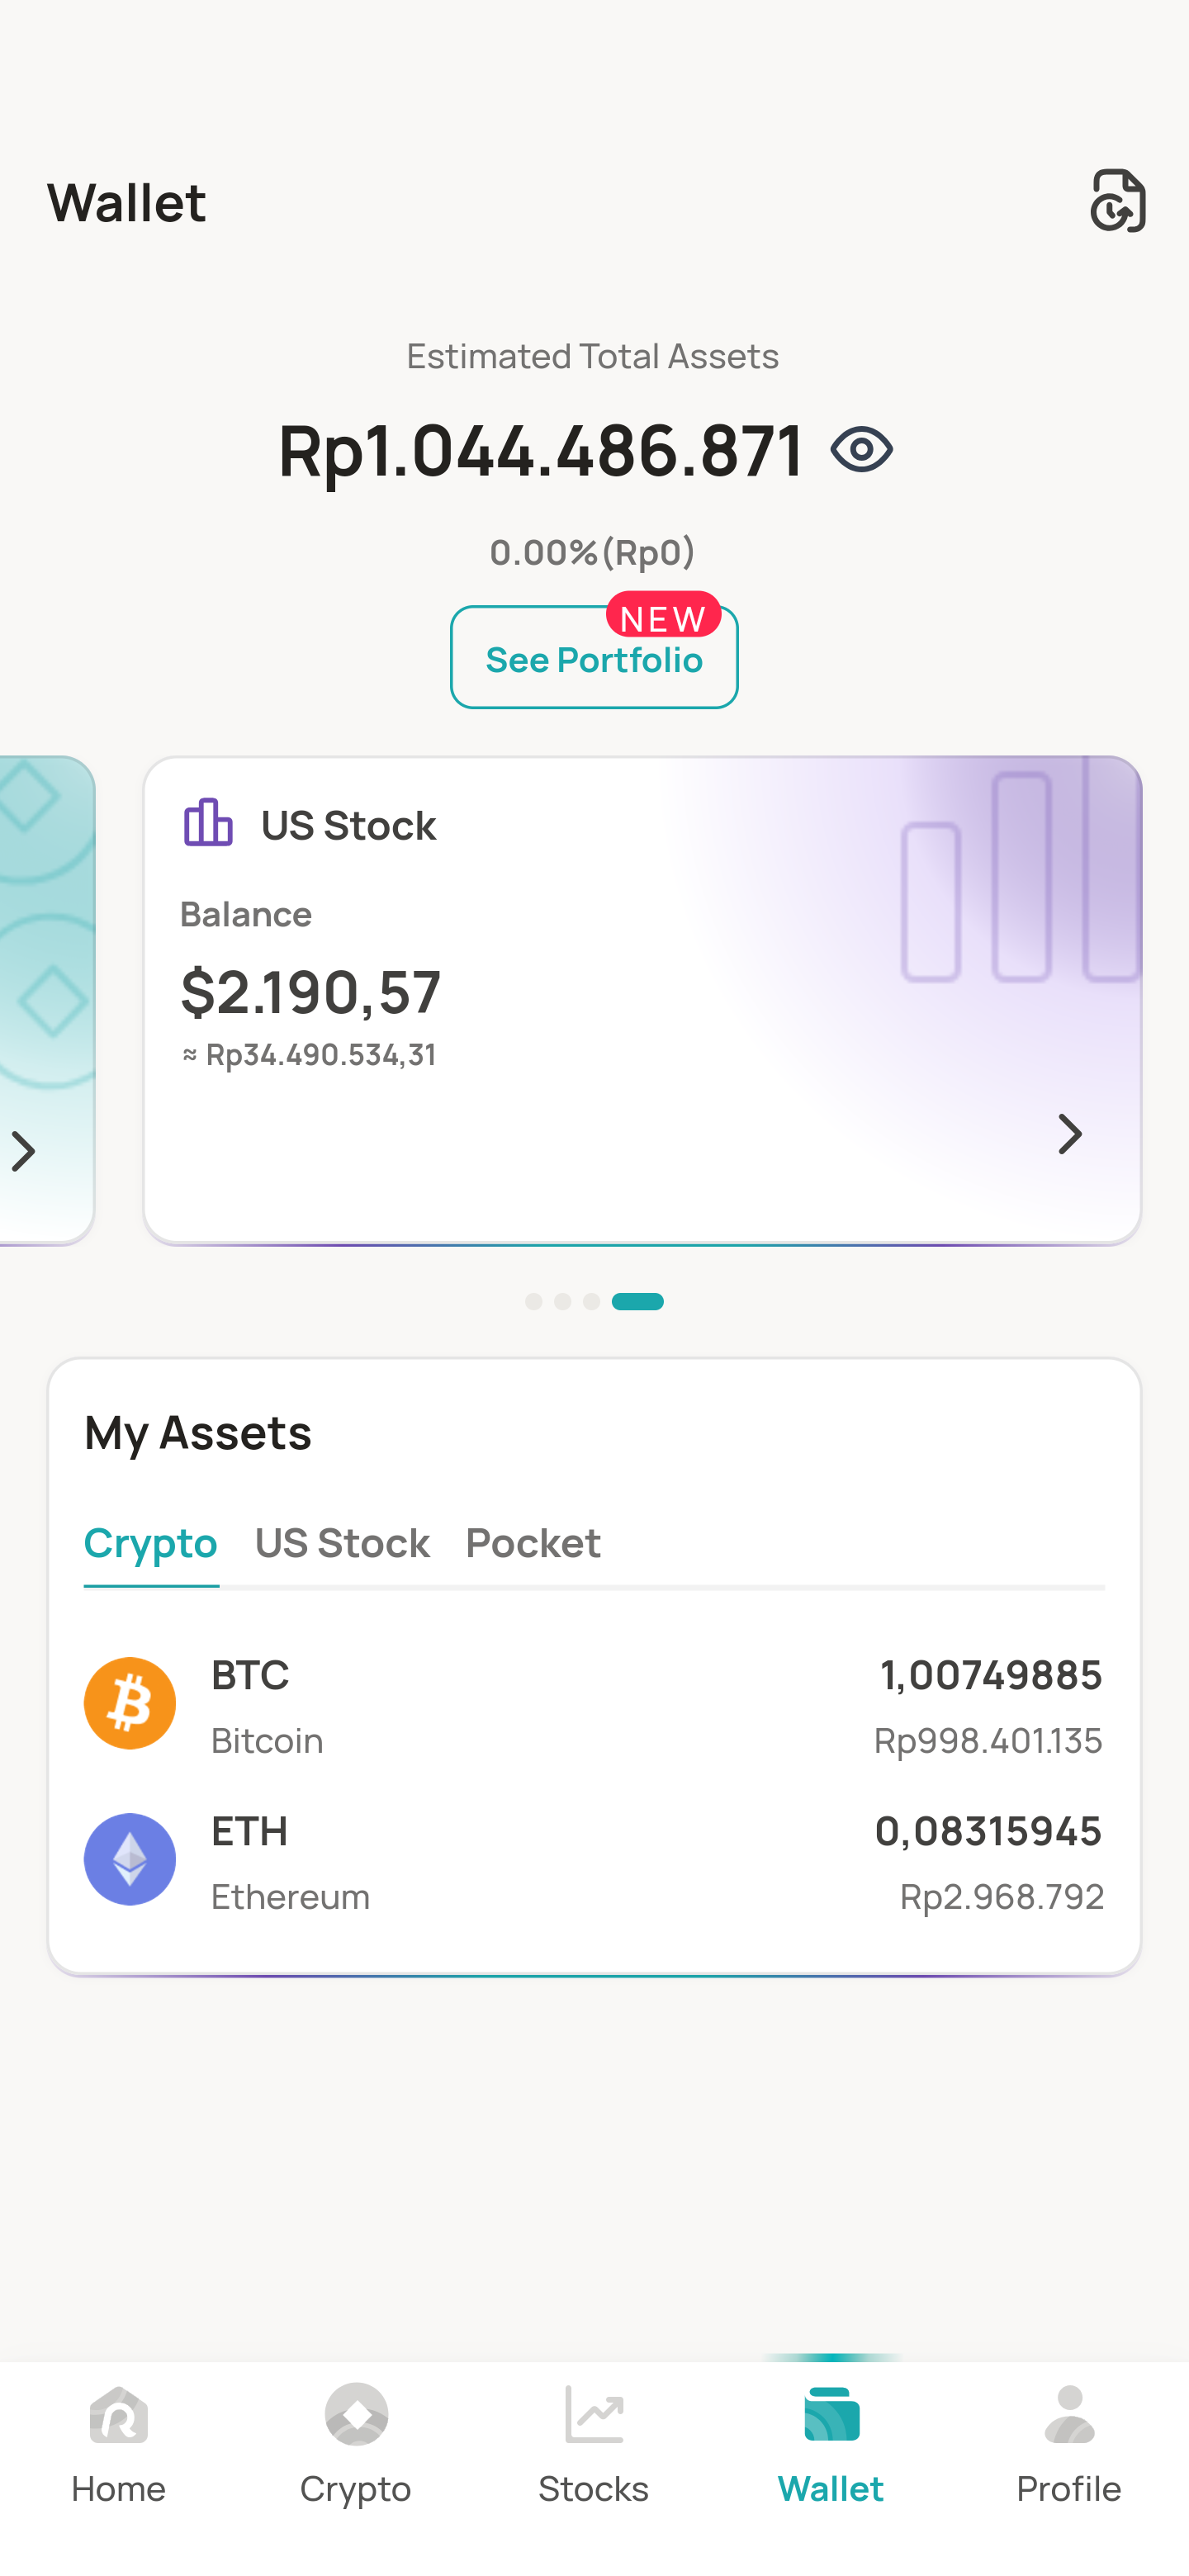 Wallet
Estimated Total Assets
Rp1.044.486.871
0.00%(Rp0)
NEW
See Portfolio
US Stock
Balance
$2.190,57
≈ Rp34.490.534,31
My Assets
Crypto US Stock Pocket
BTC 1,00749885
Bitcoin Rp998.401.135
ETH 0,08315945
Ethereum Rp2.968.792
Home Crypto Stocks Wallet Profile